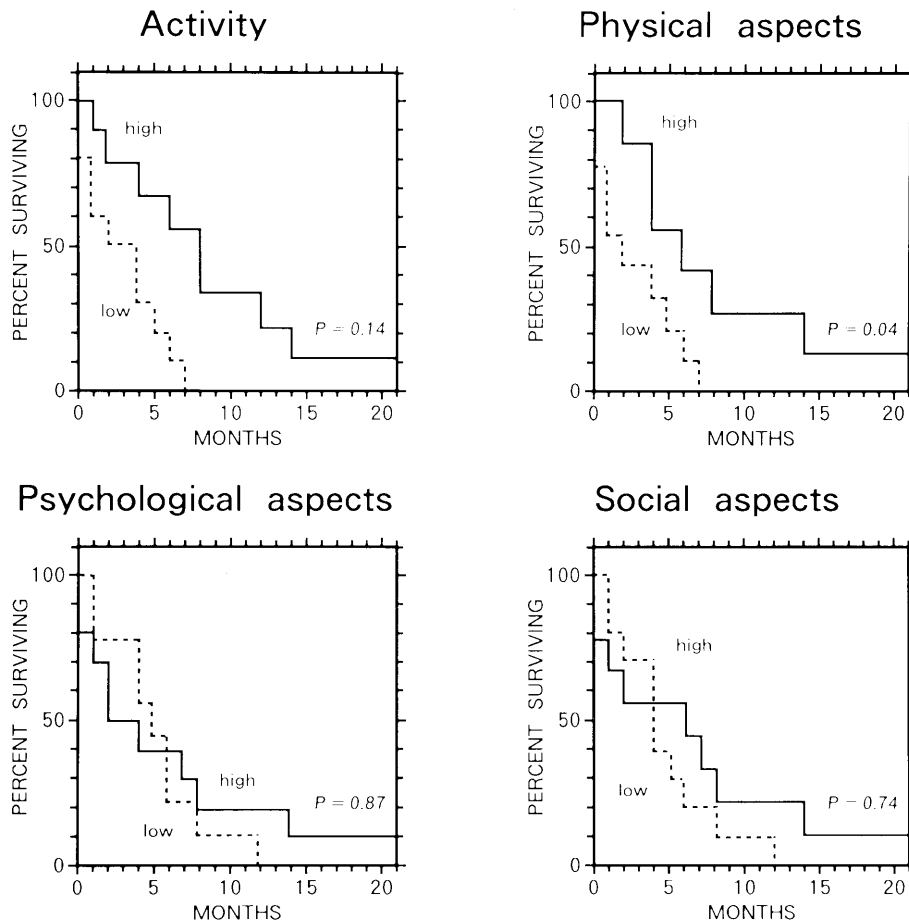 Activity
PERCENT SURVIVING
100
50
0
high
low
P = 0.14
0 5 10 15 20
MONTHS
Physical aspects
PERCENT SURVIVING
100
50
0
high
low
P = 0.04
0 5 10 15 20
MONTHS
Psychological aspects
PERCENT SURVIVING
100
50
0
high
low
P = 0.87
0 5 10 15 20
MONTHS
Social aspects
PERCENT SURVIVING
100
50
0
high
low
P = 0.74
0 5 10 15 20
MONTHS